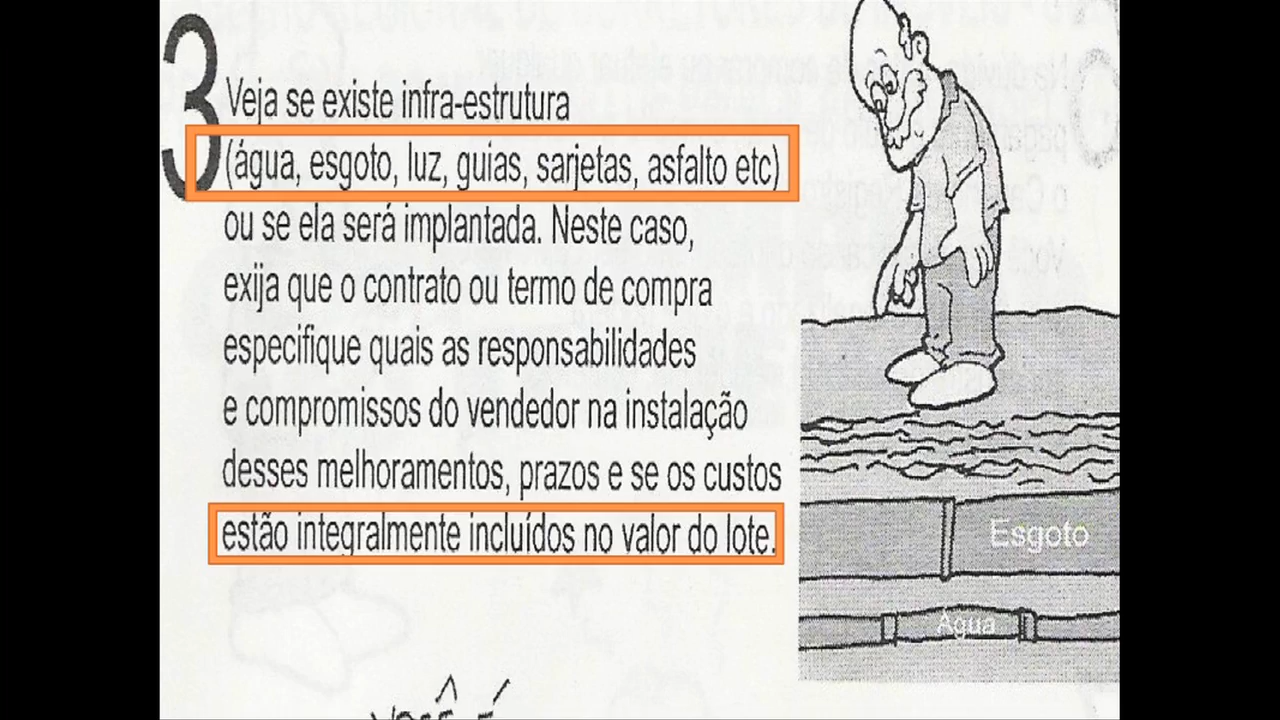 3
Veja se existe infra-estrutura
(água, esgoto, luz, guias, sarjetas, asfalto etc)
ou se ela será implantada. Neste caso,
exija que o contrato ou termo de compra
especifique quais as responsabilidades
e compromissos do vendedor na instalação
desses melhoramentos, prazos e se os custos
estão integralmente incluídos no valor do lote.
Esgoto
Água